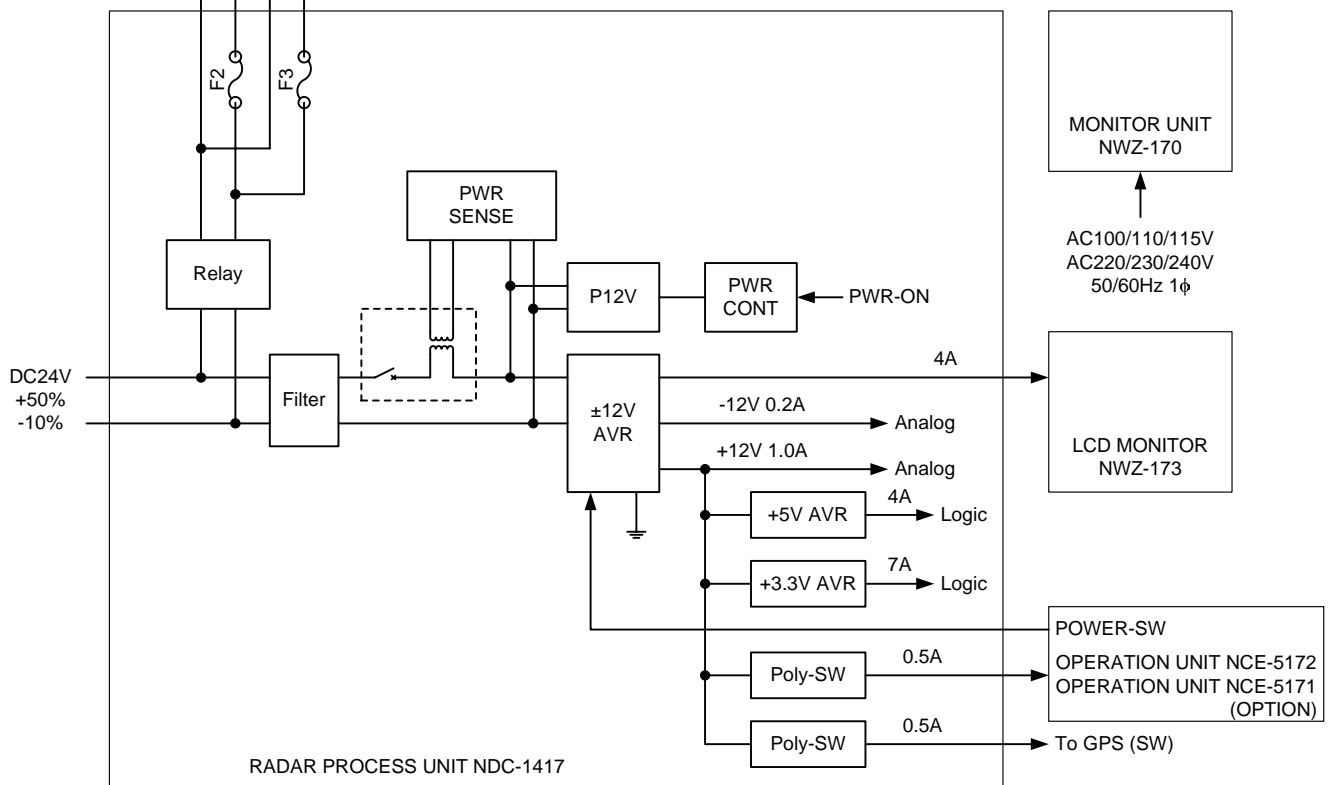 F2
F3
MONITOR UNIT
NWZ-170
AC100/110/115V
AC220/230/240V
50/60Hz 1ϕ
PWR
SENSE
Relay
P12V
PWR
CONT
PWR-ON
DC24V
+50%
-10%
Filter
±12V
AVR
4A
-12V 0.2A
Analog
+12V 1.0A
Analog
LCD MONITOR
NWZ-173
+5V AVR
4A
Logic
+3.3V AVR
7A
Logic
POWER-SW
Poly-SW
0.5A
OPERATION UNIT NCE-5172
OPERATION UNIT NCE-5171
(OPTION)
Poly-SW
0.5A
To GPS (SW)
RADAR PROCESS UNIT NDC-1417